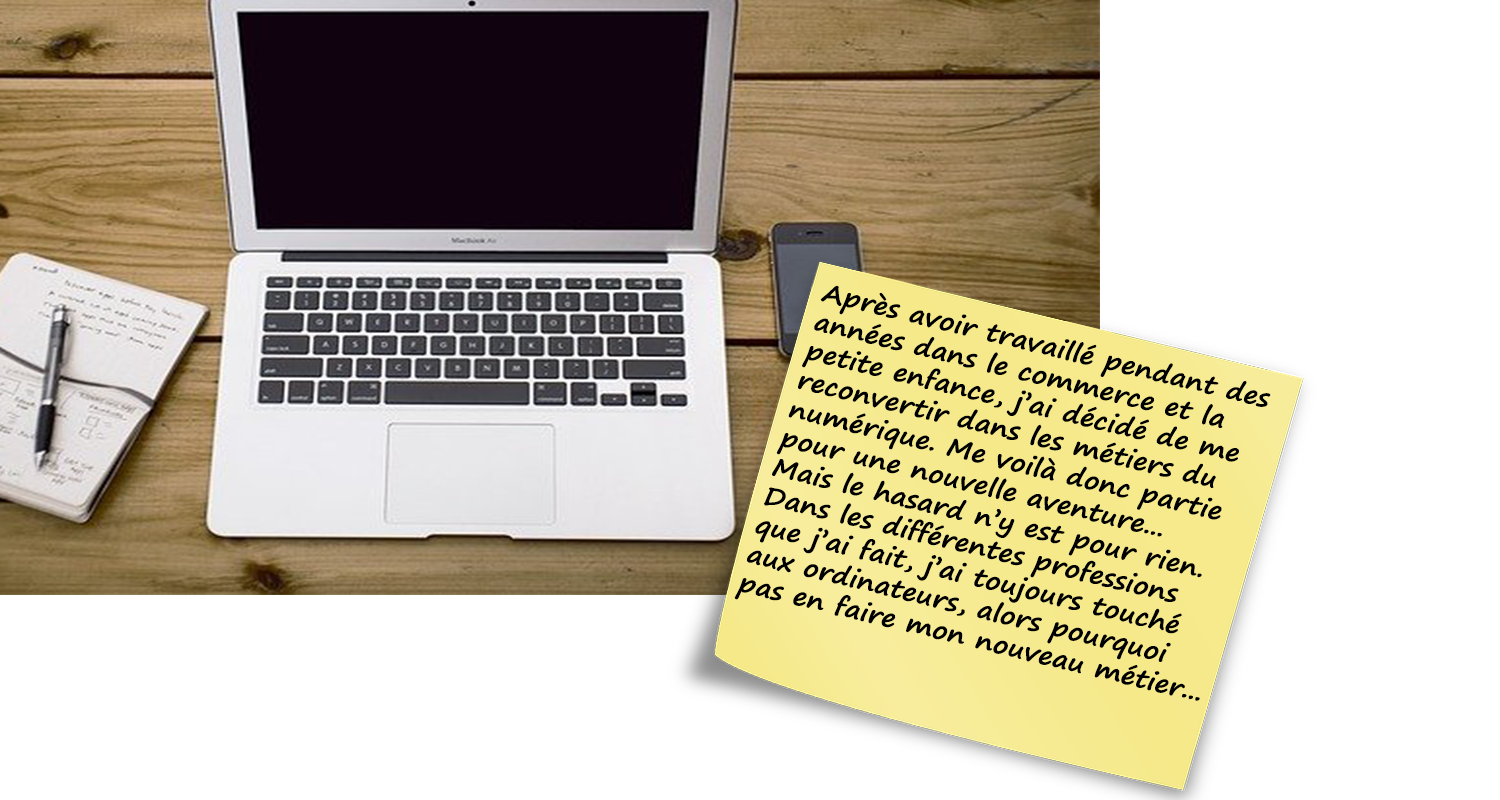 MacBook Air
Après avoir travaillé pendant des
années dans le commerce et la
petite enfance, j'ai décidé de me
reconvertir dans les métiers du
numérique. Me voilà donc partie
pour une nouvelle aventure...
Mais le hasard n'y est pour rien.
Dans les différentes professions
que j'ai fait, j'ai toujours touché
aux ordinateurs, alors pourquoi
pas en faire mon nouveau métier...